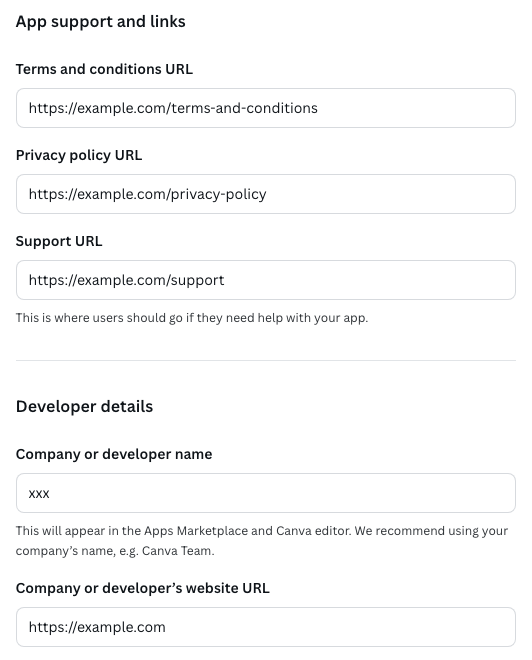 App support and links
Terms and conditions URL
https://example.com/terms-and-conditions
Privacy policy URL
https://example.com/privacy-policy
Support URL
https://example.com/support
This is where users should go if they need help with your app.
Developer details
Company or developer name
xxx
This will appear in the Apps Marketplace and Canva editor. We recommend using your
company’s name, e.g. Canva Team.
Company or developer’s website URL
https://example.com